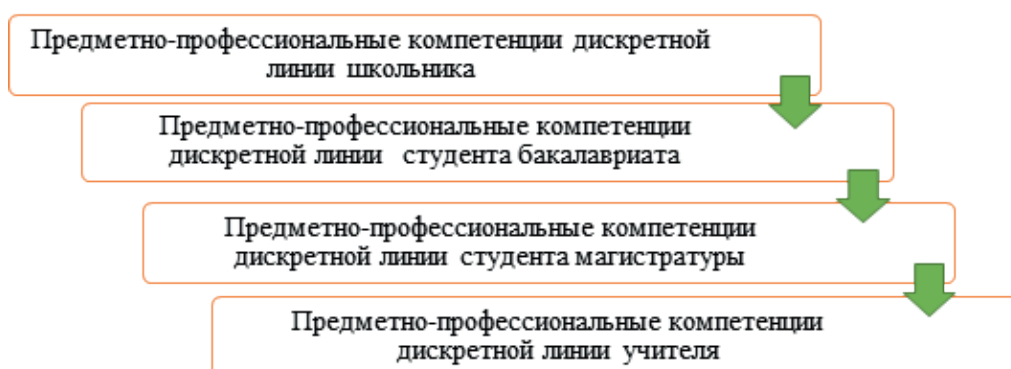 Предметно-профессиональные компетенции дискретной
линии школьника
Предметно-профессиональные компетенции
дискретной линии студента бакалавриата
Предметно-профессиональные компетенции
дискретной линии студента магистратуры
Предметно-профессиональные компетенции
дискретной линии учителя